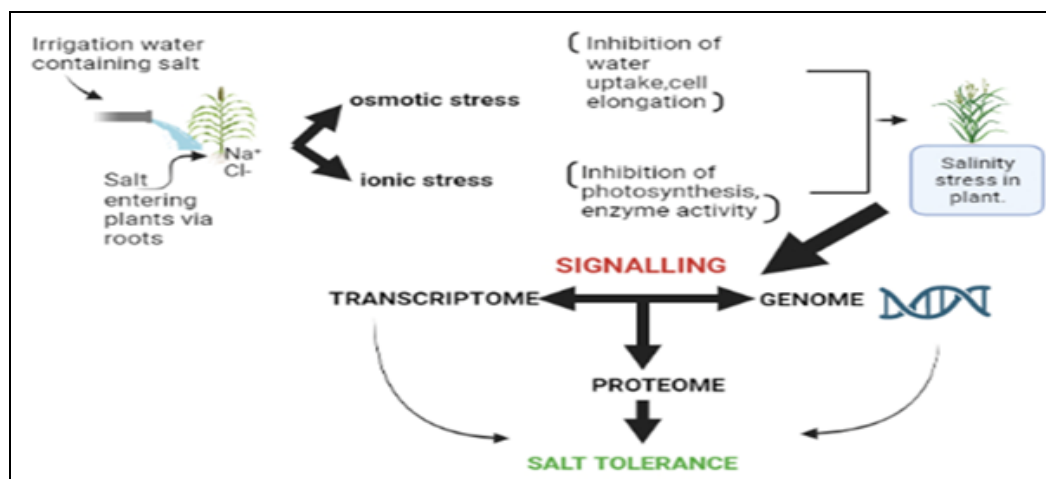 Irrigation water
containing salt
Na⁺
Cl-
Salt
entering
plants via
roots
osmotic stress
ionic stress
( Inhibition of
water
uptake,cell
elongation )
( Inhibition of
photosynthesis,
enzyme activity )
Salinity
stress in
plant.
SIGNALLING
TRANSCRIPTOME
GENOME
PROTEOME
SALT TOLERANCE